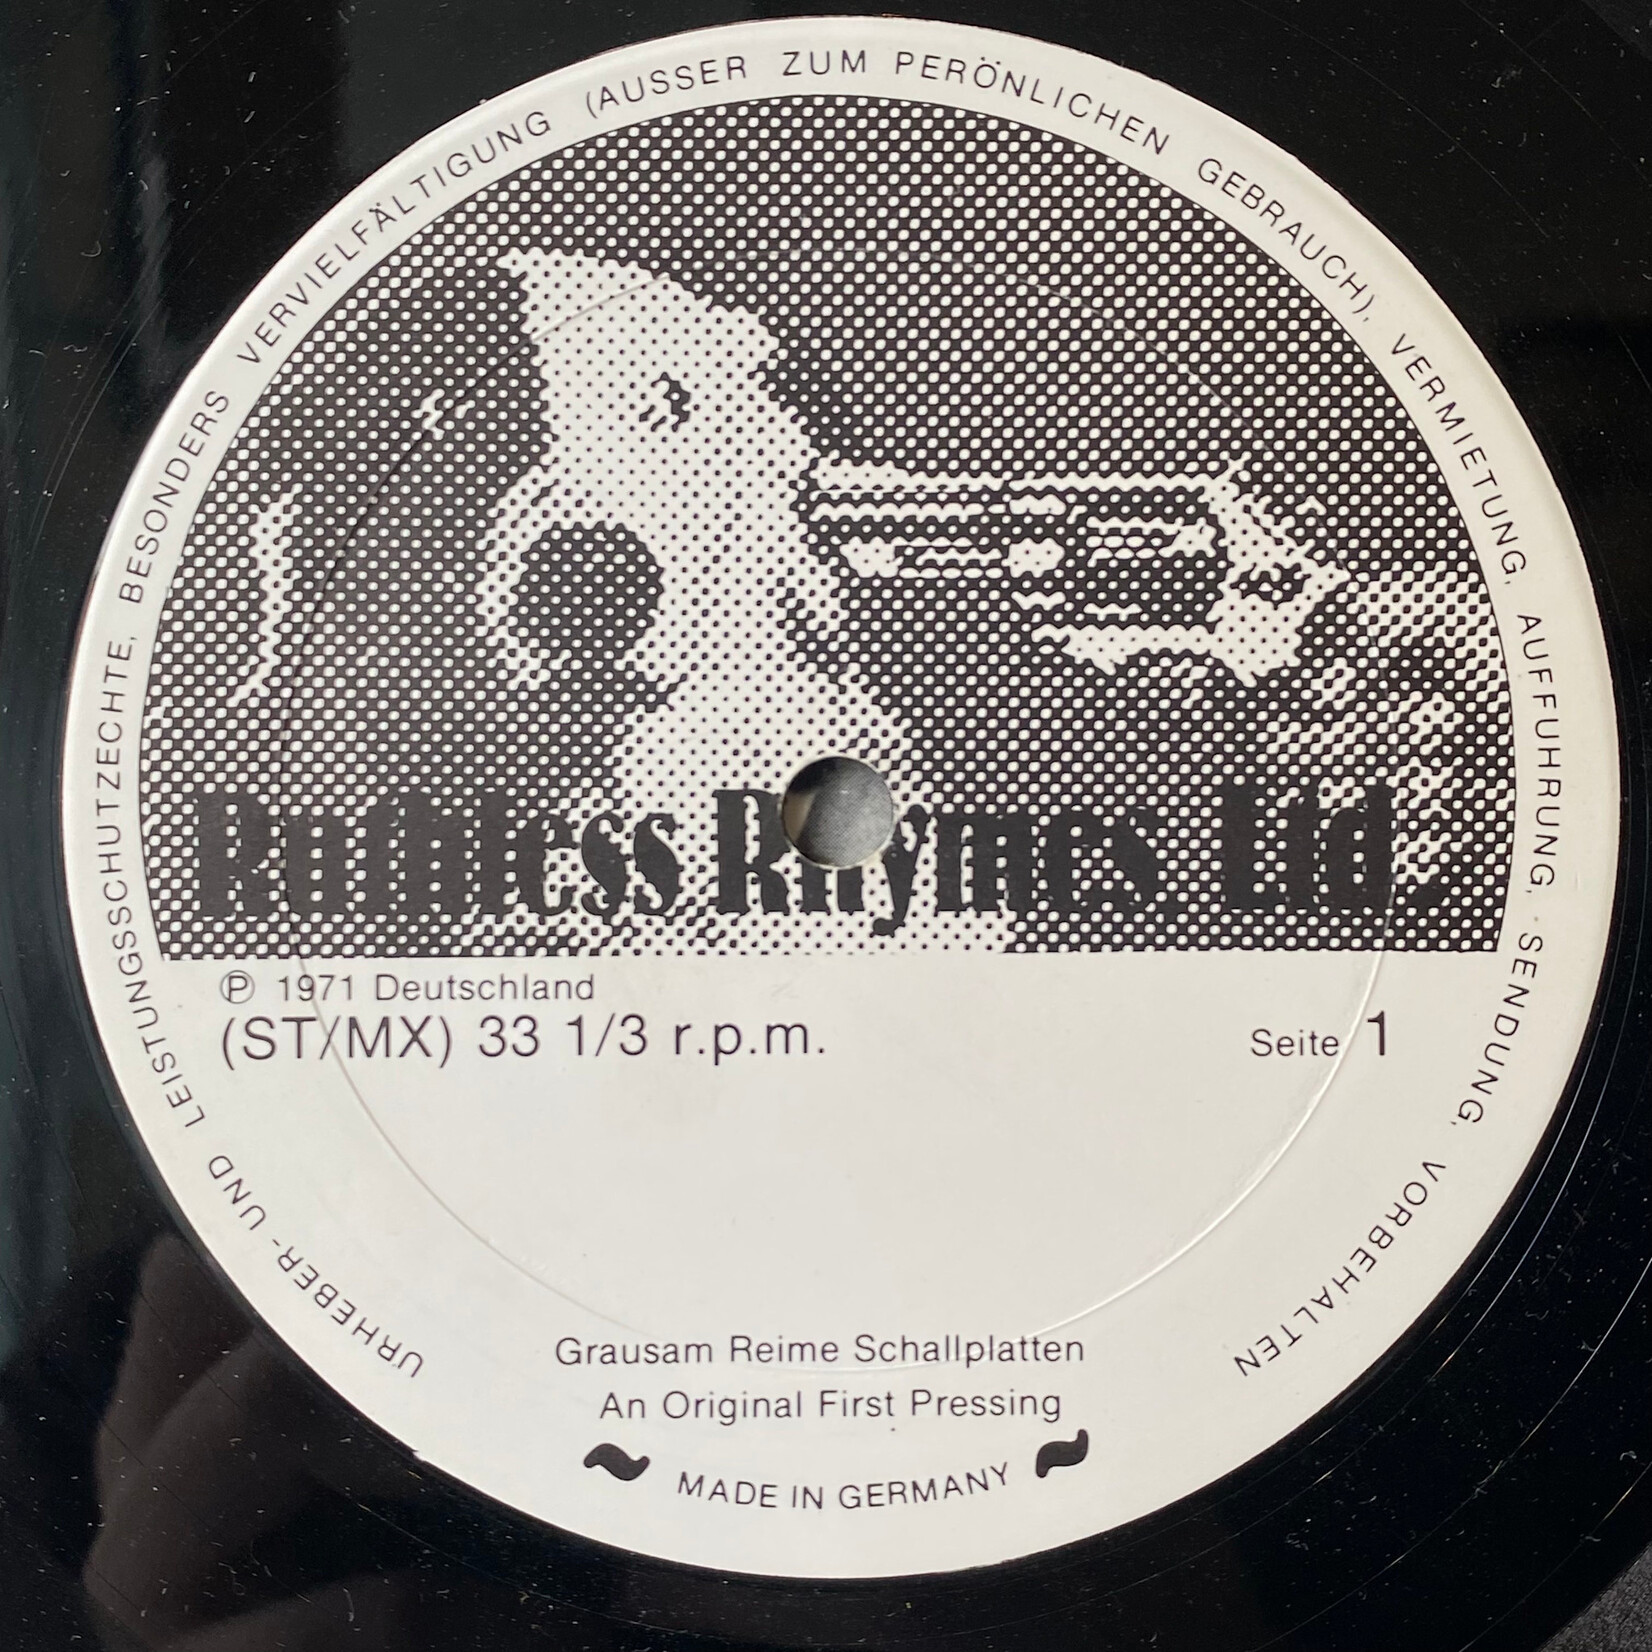 URHEBER- UND LEISTUNGSSCHUTZECHTE, BESONDERS VERVIELFÄLTIGUNG (AUSSER ZUM PERÖNLICHEN GEBRAUCH), VERMIETUNG, AUFFUHRUNG, SENDUNG, VORBEHALTEN
Ruthless Rhymes Ltd.
℗ 1971 Deutschland
(ST/MX) 33 1/3 r.p.m.
Seite 1
Grausam Reime Schallplatten
An Original First Pressing
MADE IN GERMANY